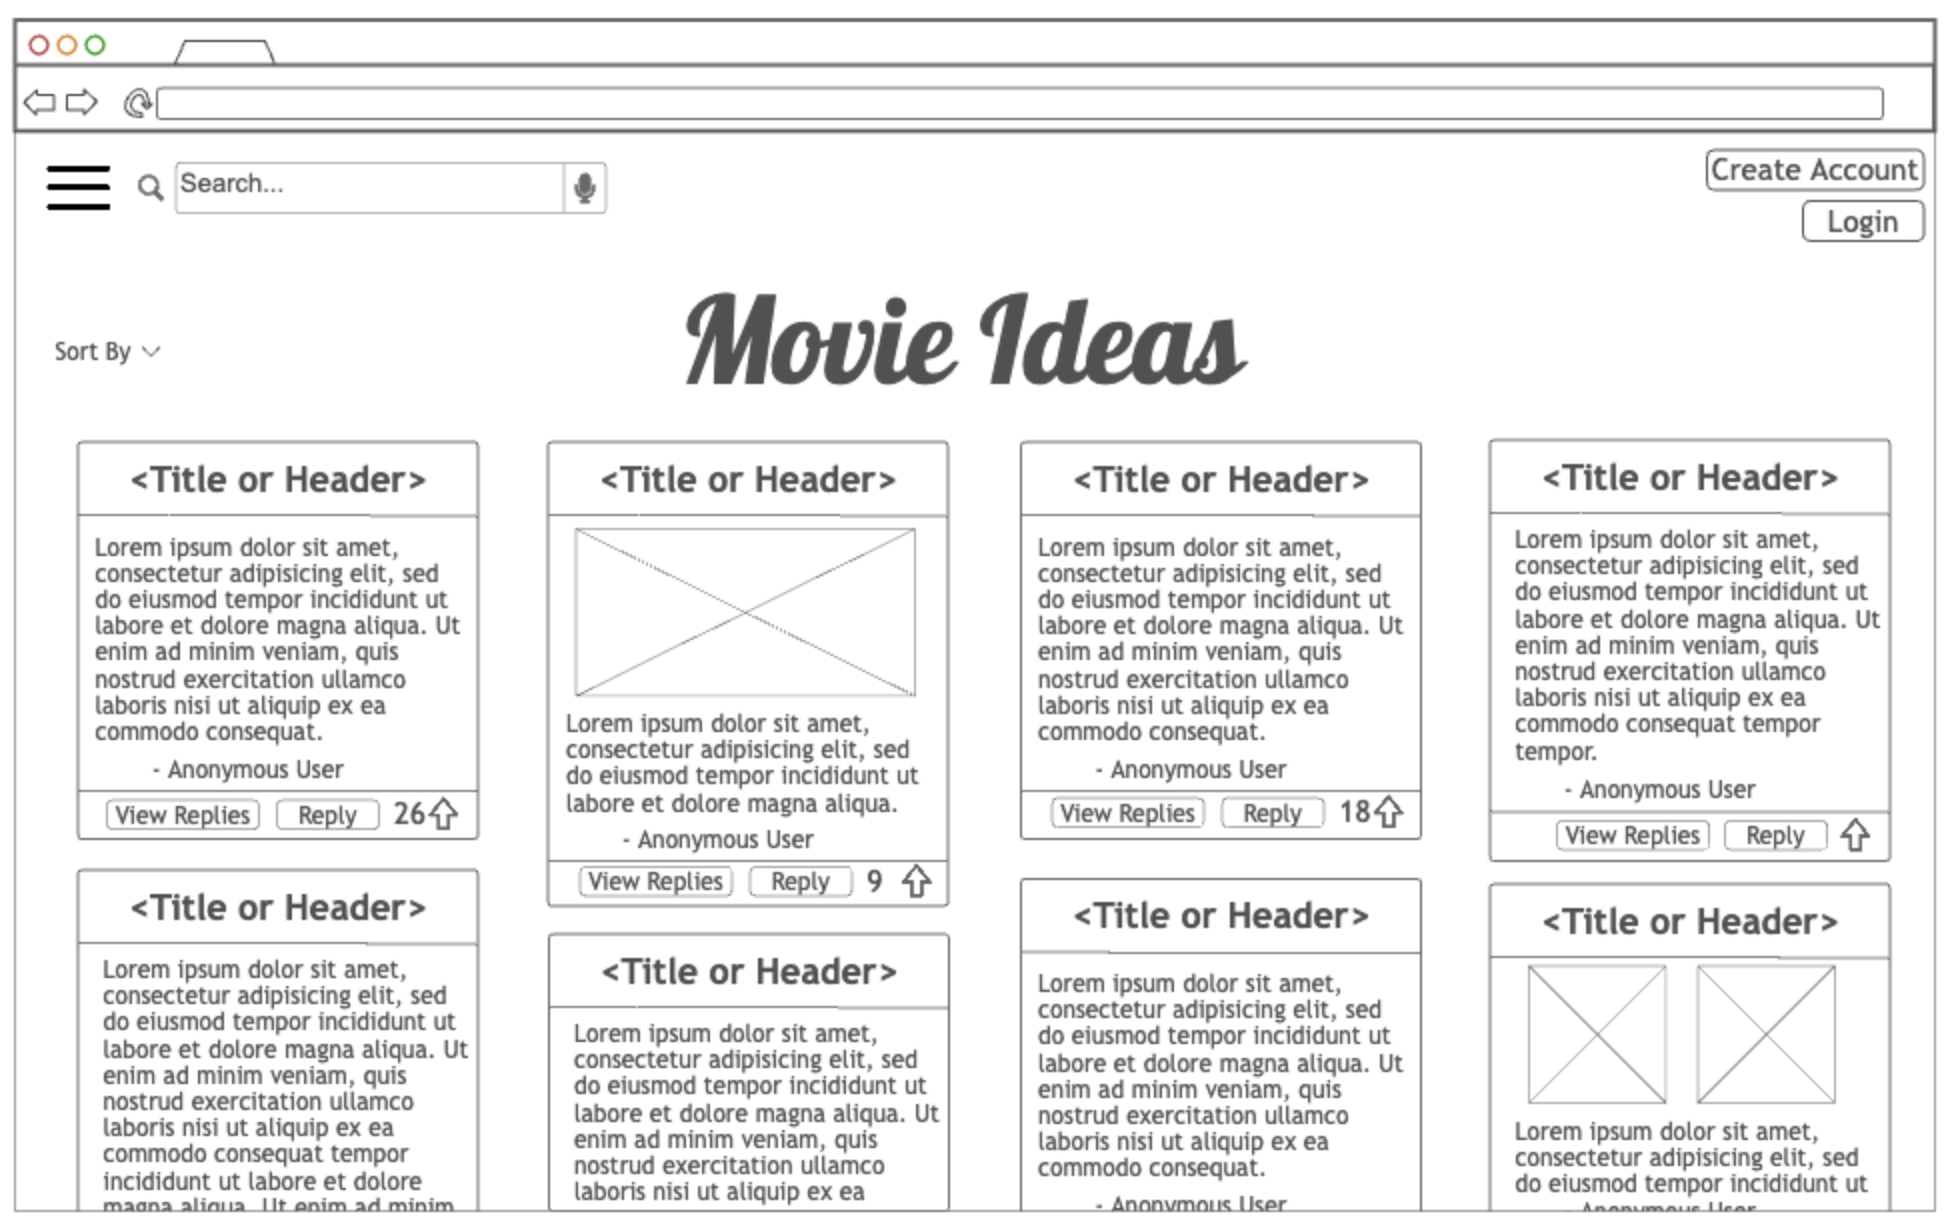 Search...
Create Account
Login
Movie Ideas
Sort By
<Title or Header>
Lorem ipsum dolor sit amet,
consectetur adipisicing elit, sed
do eiusmod tempor incididunt ut
labore et dolore magna aliqua. Ut
enim ad minim veniam, quis
nostrud exercitation ullamco
laboris nisi ut aliquip ex ea
commodo consequat.
- Anonymous User
View Replies Reply 26
<Title or Header>
Lorem ipsum dolor sit amet,
consectetur adipisicing elit, sed
do eiusmod tempor incididunt ut
labore et dolore magna aliqua. Ut
enim ad minim veniam, quis
nostrud exercitation ullamco
laboris nisi ut aliquip ex ea
commodo consequat tempor
incididunt ut labore et dolore
magna aliqua. Ut enim ad minim
<Title or Header>
Lorem ipsum dolor sit amet,
consectetur adipisicing elit, sed
do eiusmod tempor incididunt ut
labore et dolore magna aliqua.
- Anonymous User
View Replies Reply 9
<Title or Header>
Lorem ipsum dolor sit amet,
consectetur adipisicing elit, sed
do eiusmod tempor incididunt ut
labore et dolore magna aliqua. Ut
enim ad minim veniam, quis
nostrud exercitation ullamco
laboris nisi ut aliquip ex ea
<Title or Header>
Lorem ipsum dolor sit amet,
consectetur adipisicing elit, sed
do eiusmod tempor incididunt ut
labore et dolore magna aliqua. Ut
enim ad minim veniam, quis
nostrud exercitation ullamco
laboris nisi ut aliquip ex ea
commodo consequat.
- Anonymous User
View Replies Reply 18
<Title or Header>
Lorem ipsum dolor sit amet,
consectetur adipisicing elit, sed
do eiusmod tempor incididunt ut
labore et dolore magna aliqua. Ut
enim ad minim veniam, quis
nostrud exercitation ullamco
laboris nisi ut aliquip ex ea
commodo consequat.
- Anonymous User
<Title or Header>
Lorem ipsum dolor sit amet,
consectetur adipisicing elit, sed
do eiusmod tempor incididunt ut
labore et dolore magna aliqua. Ut
enim ad minim veniam, quis
nostrud exercitation ullamco
laboris nisi ut aliquip ex ea
commodo consequat tempor
tempor.
- Anonymous User
View Replies Reply
<Title or Header>
Lorem ipsum dolor sit amet,
consectetur adipisicing elit, sed
do eiusmod tempor incididunt ut
- Anonymous User